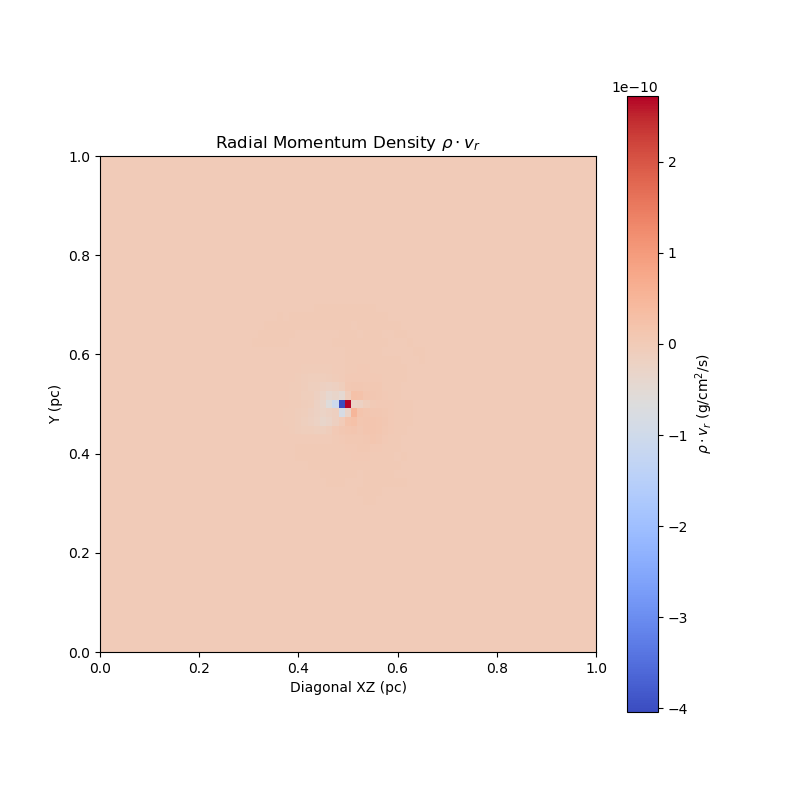 1e−10
Radial Momentum Density ρ · v_r
1.0
0.8
0.6
0.4
0.2
0.0
Y (pc)
0.0 0.2 0.4 0.6 0.8 1.0
Diagonal XZ (pc)
2
1
0
−1
−2
−3
−4
ρ · v_r (g/cm²/s)